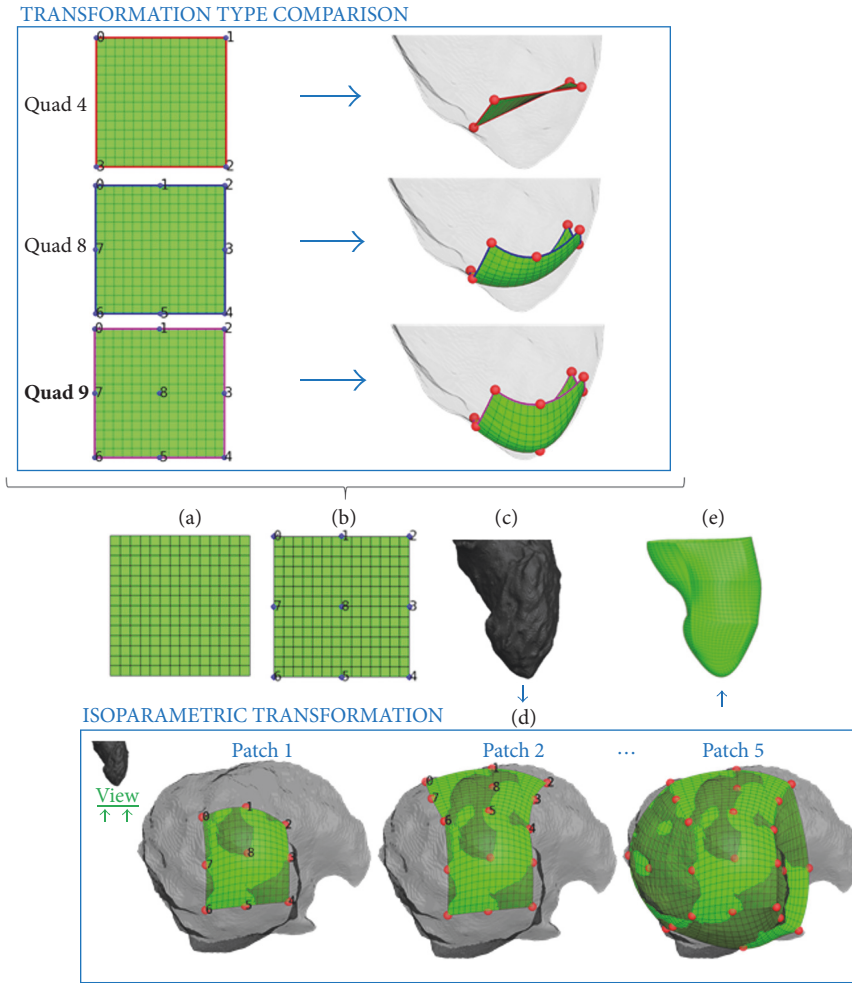 TRANSFORMATION TYPE COMPARISON
0 1
Quad 4
3 2
0 1 2
Quad 8
7 3
6 5 4
0 1 2
Quad 9
7 8 3
6 5 4
(a) (b) (c) (e)
0 1 2
7 8 3
6 5 4
ISOPARAMETRIC TRANSFORMATION
(d)
Patch 1 Patch 2 ... Patch 5
View
0 1 2
7 8 3
6 5 4
0 1 2
7 8 3
6 5 4